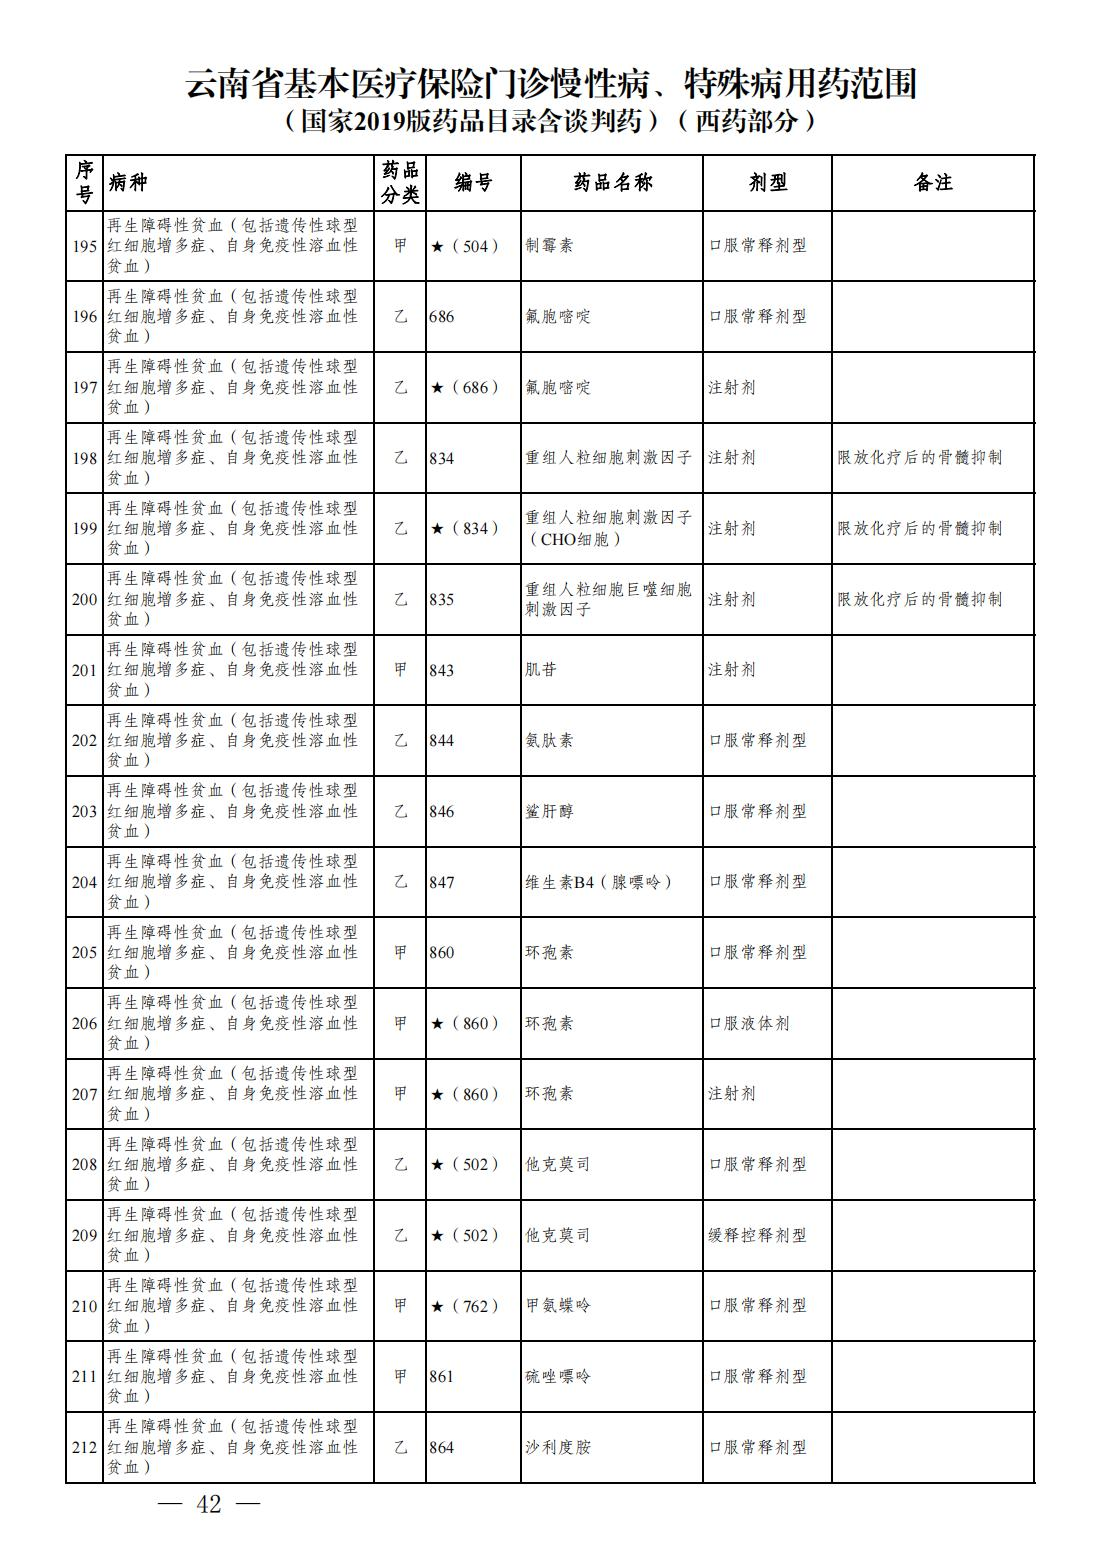 云南省基本医疗保险门诊慢性病、特殊病用药范围
（国家2019版药品目录含谈判药）（西药部分）
序号 病种 药品分类 编号 药品名称 剂型 备注
195 再生障碍性贫血（包括遗传性球型红细胞增多症、自身免疫性溶血性贫血） 甲 ★（504） 制霉素 口服常释剂型
196 再生障碍性贫血（包括遗传性球型红细胞增多症、自身免疫性溶血性贫血） 乙 686 氟胞嘧啶 口服常释剂型
197 再生障碍性贫血（包括遗传性球型红细胞增多症、自身免疫性溶血性贫血） 乙 ★（686） 氟胞嘧啶 注射剂
198 再生障碍性贫血（包括遗传性球型红细胞增多症、自身免疫性溶血性贫血） 乙 834 重组人粒细胞刺激因子 注射剂 限放化疗后的骨髓抑制
199 再生障碍性贫血（包括遗传性球型红细胞增多症、自身免疫性溶血性贫血） 乙 ★（834） 重组人粒细胞刺激因子（CHO细胞） 注射剂 限放化疗后的骨髓抑制
200 再生障碍性贫血（包括遗传性球型红细胞增多症、自身免疫性溶血性贫血） 乙 835 重组人粒细胞巨噬细胞刺激因子 注射剂 限放化疗后的骨髓抑制
201 再生障碍性贫血（包括遗传性球型红细胞增多症、自身免疫性溶血性贫血） 甲 843 肌苷 注射剂
202 再生障碍性贫血（包括遗传性球型红细胞增多症、自身免疫性溶血性贫血） 乙 844 氨肽素 口服常释剂型
203 再生障碍性贫血（包括遗传性球型红细胞增多症、自身免疫性溶血性贫血） 乙 846 鲨肝醇 口服常释剂型
204 再生障碍性贫血（包括遗传性球型红细胞增多症、自身免疫性溶血性贫血） 乙 847 维生素B4（腺嘌呤） 口服常释剂型
205 再生障碍性贫血（包括遗传性球型红细胞增多症、自身免疫性溶血性贫血） 甲 860 环孢素 口服常释剂型
206 再生障碍性贫血（包括遗传性球型红细胞增多症、自身免疫性溶血性贫血） 甲 ★（860） 环孢素 口服液体剂
207 再生障碍性贫血（包括遗传性球型红细胞增多症、自身免疫性溶血性贫血） 甲 ★（860） 环孢素 注射剂
208 再生障碍性贫血（包括遗传性球型红细胞增多症、自身免疫性溶血性贫血） 乙 ★（502） 他克莫司 口服常释剂型
209 再生障碍性贫血（包括遗传性球型红细胞增多症、自身免疫性溶血性贫血） 乙 ★（502） 他克莫司 缓释控释剂型
210 再生障碍性贫血（包括遗传性球型红细胞增多症、自身免疫性溶血性贫血） 甲 ★（762） 甲氨蝶呤 口服常释剂型
211 再生障碍性贫血（包括遗传性球型红细胞增多症、自身免疫性溶血性贫血） 甲 861 硫唑嘌呤 口服常释剂型
212 再生障碍性贫血（包括遗传性球型红细胞增多症、自身免疫性溶血性贫血） 乙 864 沙利度胺 口服常释剂型
— 42 —